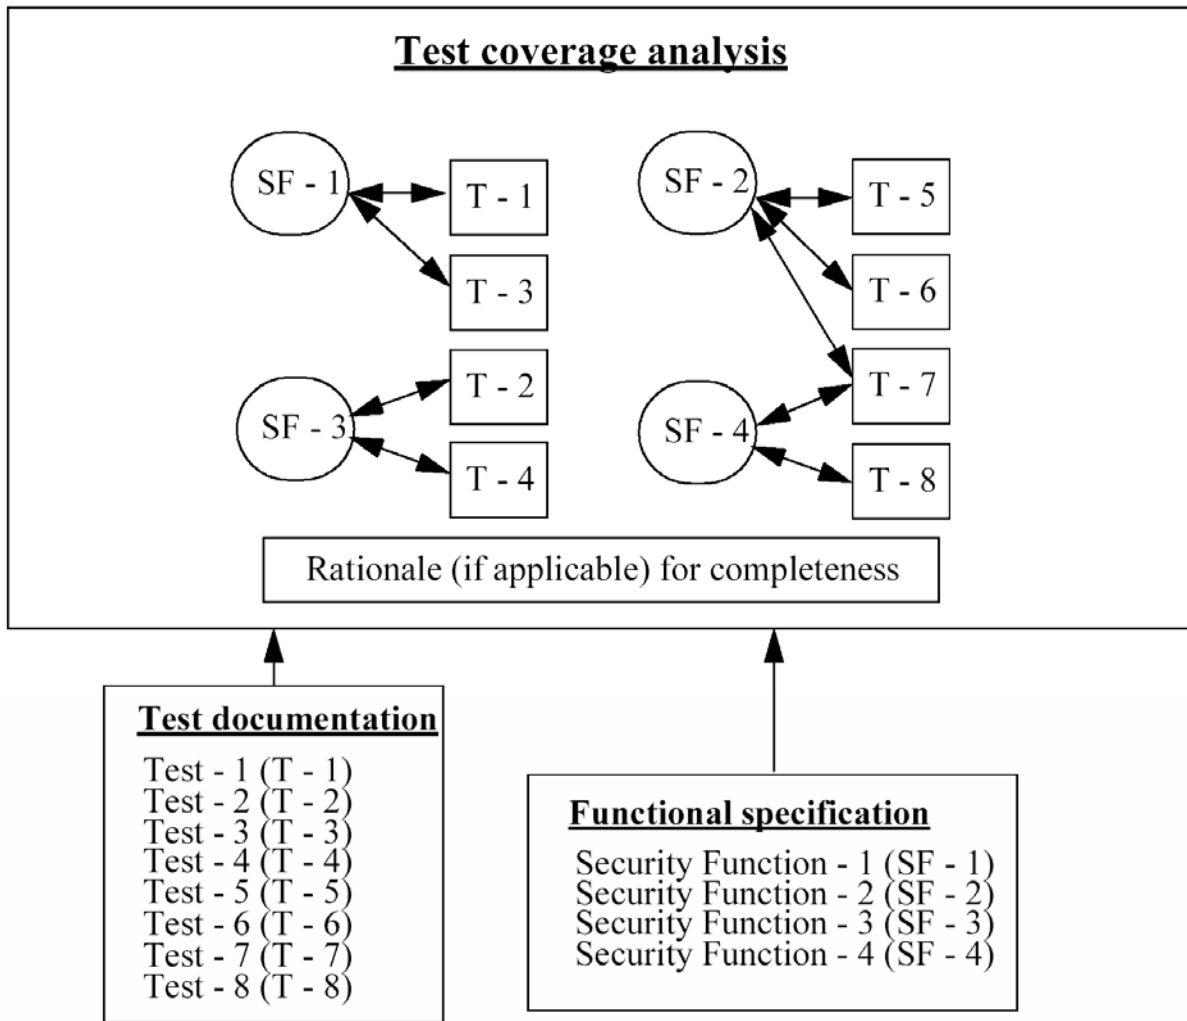 Test coverage analysis
SF - 1
T - 1
T - 3
SF - 2
T - 5
T - 6
SF - 3
T - 2
T - 4
SF - 4
T - 7
T - 8
Rationale (if applicable) for completeness
Test documentation
Test - 1 (T - 1)
Test - 2 (T - 2)
Test - 3 (T - 3)
Test - 4 (T - 4)
Test - 5 (T - 5)
Test - 6 (T - 6)
Test - 7 (T - 7)
Test - 8 (T - 8)
Functional specification
Security Function - 1 (SF - 1)
Security Function - 2 (SF - 2)
Security Function - 3 (SF - 3)
Security Function - 4 (SF - 4)